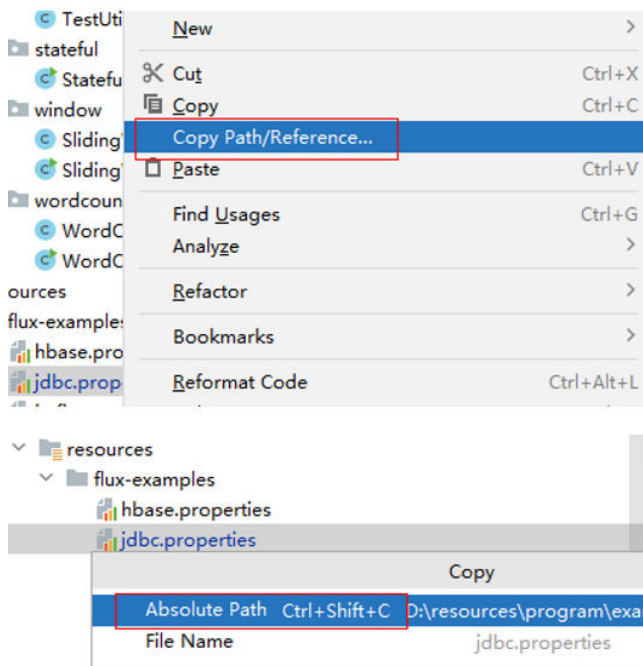 TestUti
New
stateful
Statefu
Cut Ctrl+X
window
Copy Ctrl+C
Sliding
Copy Path/Reference...
Sliding
Paste Ctrl+V
wordcoun
WordC
Find Usages Ctrl+G
WordC
Analyze
ources
Refactor
flux-example
hbase.pro
Bookmarks
jdbc.prop
Reformat Code Ctrl+Alt+L
resources
flux-examples
hbase.properties
jdbc.properties
Copy
Absolute Path Ctrl+Shift+C D:\resources\program\exa
File Name jdbc.properties